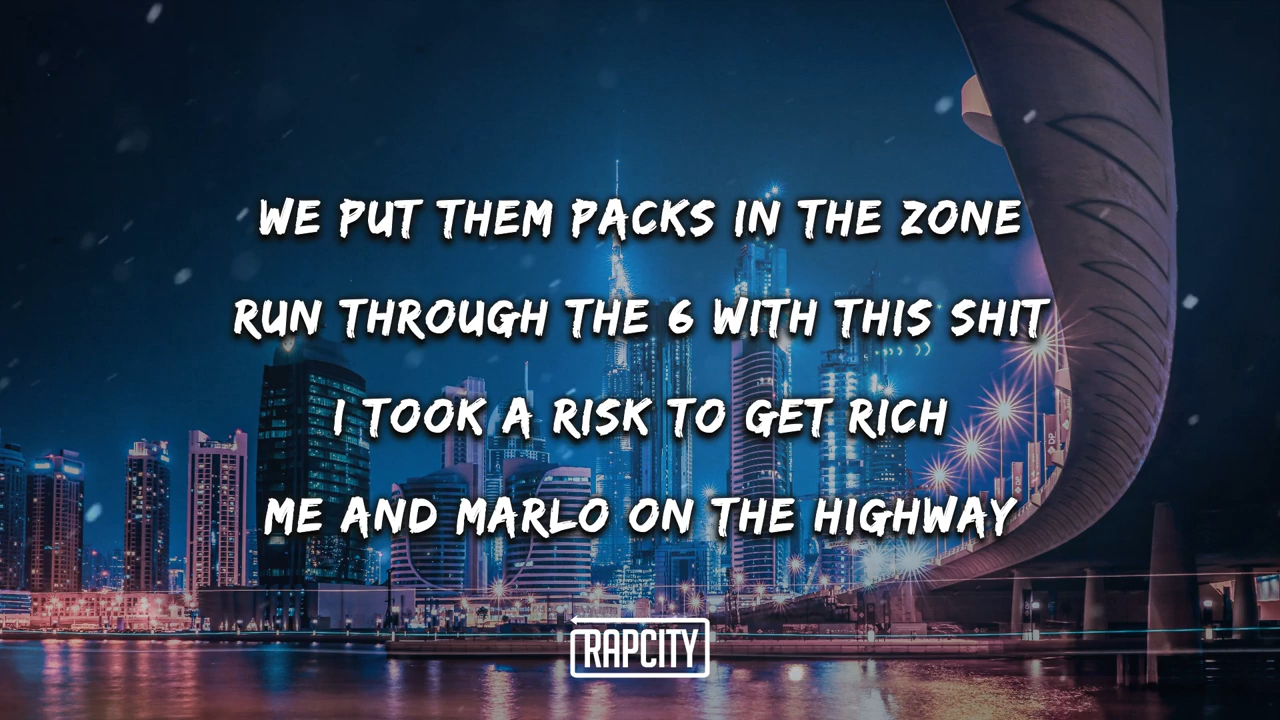 WE PUT THEM PACKS IN THE ZONE
RUN THROUGH THE 6 WITH THIS SHIT
I TOOK A RISK TO GET RICH
ME AND MARLO ON THE HIGHWAY
RAPCITY